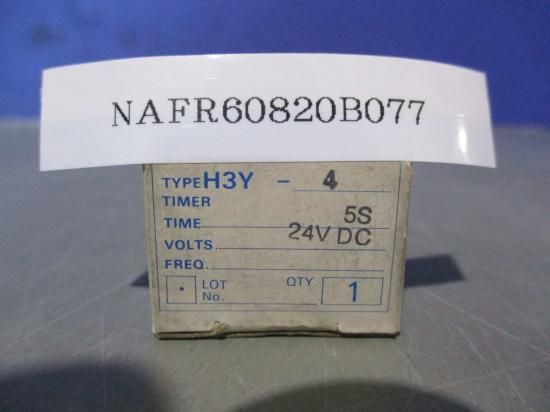 NAFR60820B077
TYPE H3Y - 4
TIMER
TIME 5S
VOLTS 24V DC
FREQ.
LOT No. QTY. 1